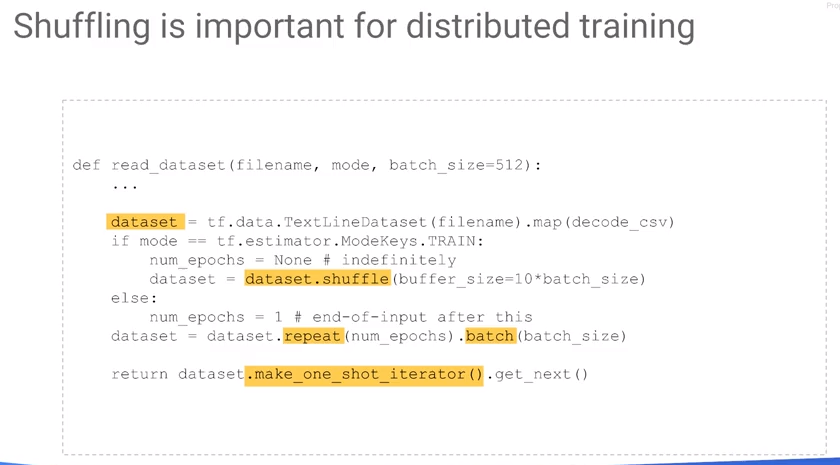 Shuffling is important for distributed training
def read_dataset(filename, mode, batch_size=512):
    ...
    dataset = tf.data.TextLineDataset(filename).map(decode_csv)
    if mode == tf.estimator.ModeKeys.TRAIN:
        num_epochs = None # indefinitely
        dataset = dataset.shuffle(buffer_size=10*batch_size)
    else:
        num_epochs = 1 # end-of-input after this
    dataset = dataset.repeat(num_epochs).batch(batch_size)
    return dataset.make_one_shot_iterator().get_next()